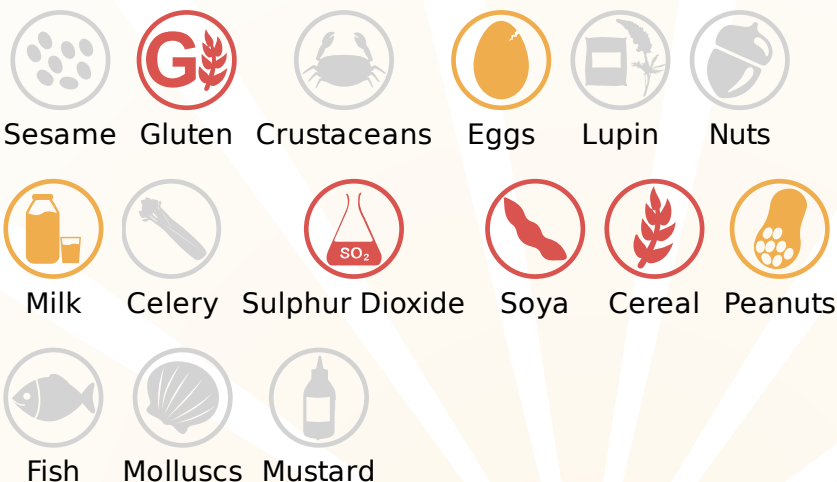 G
Sesame Gluten Crustaceans Eggs Lupin Nuts
SO₂
Milk Celery Sulphur Dioxide Soya Cereal Peanuts
Fish Molluscs Mustard